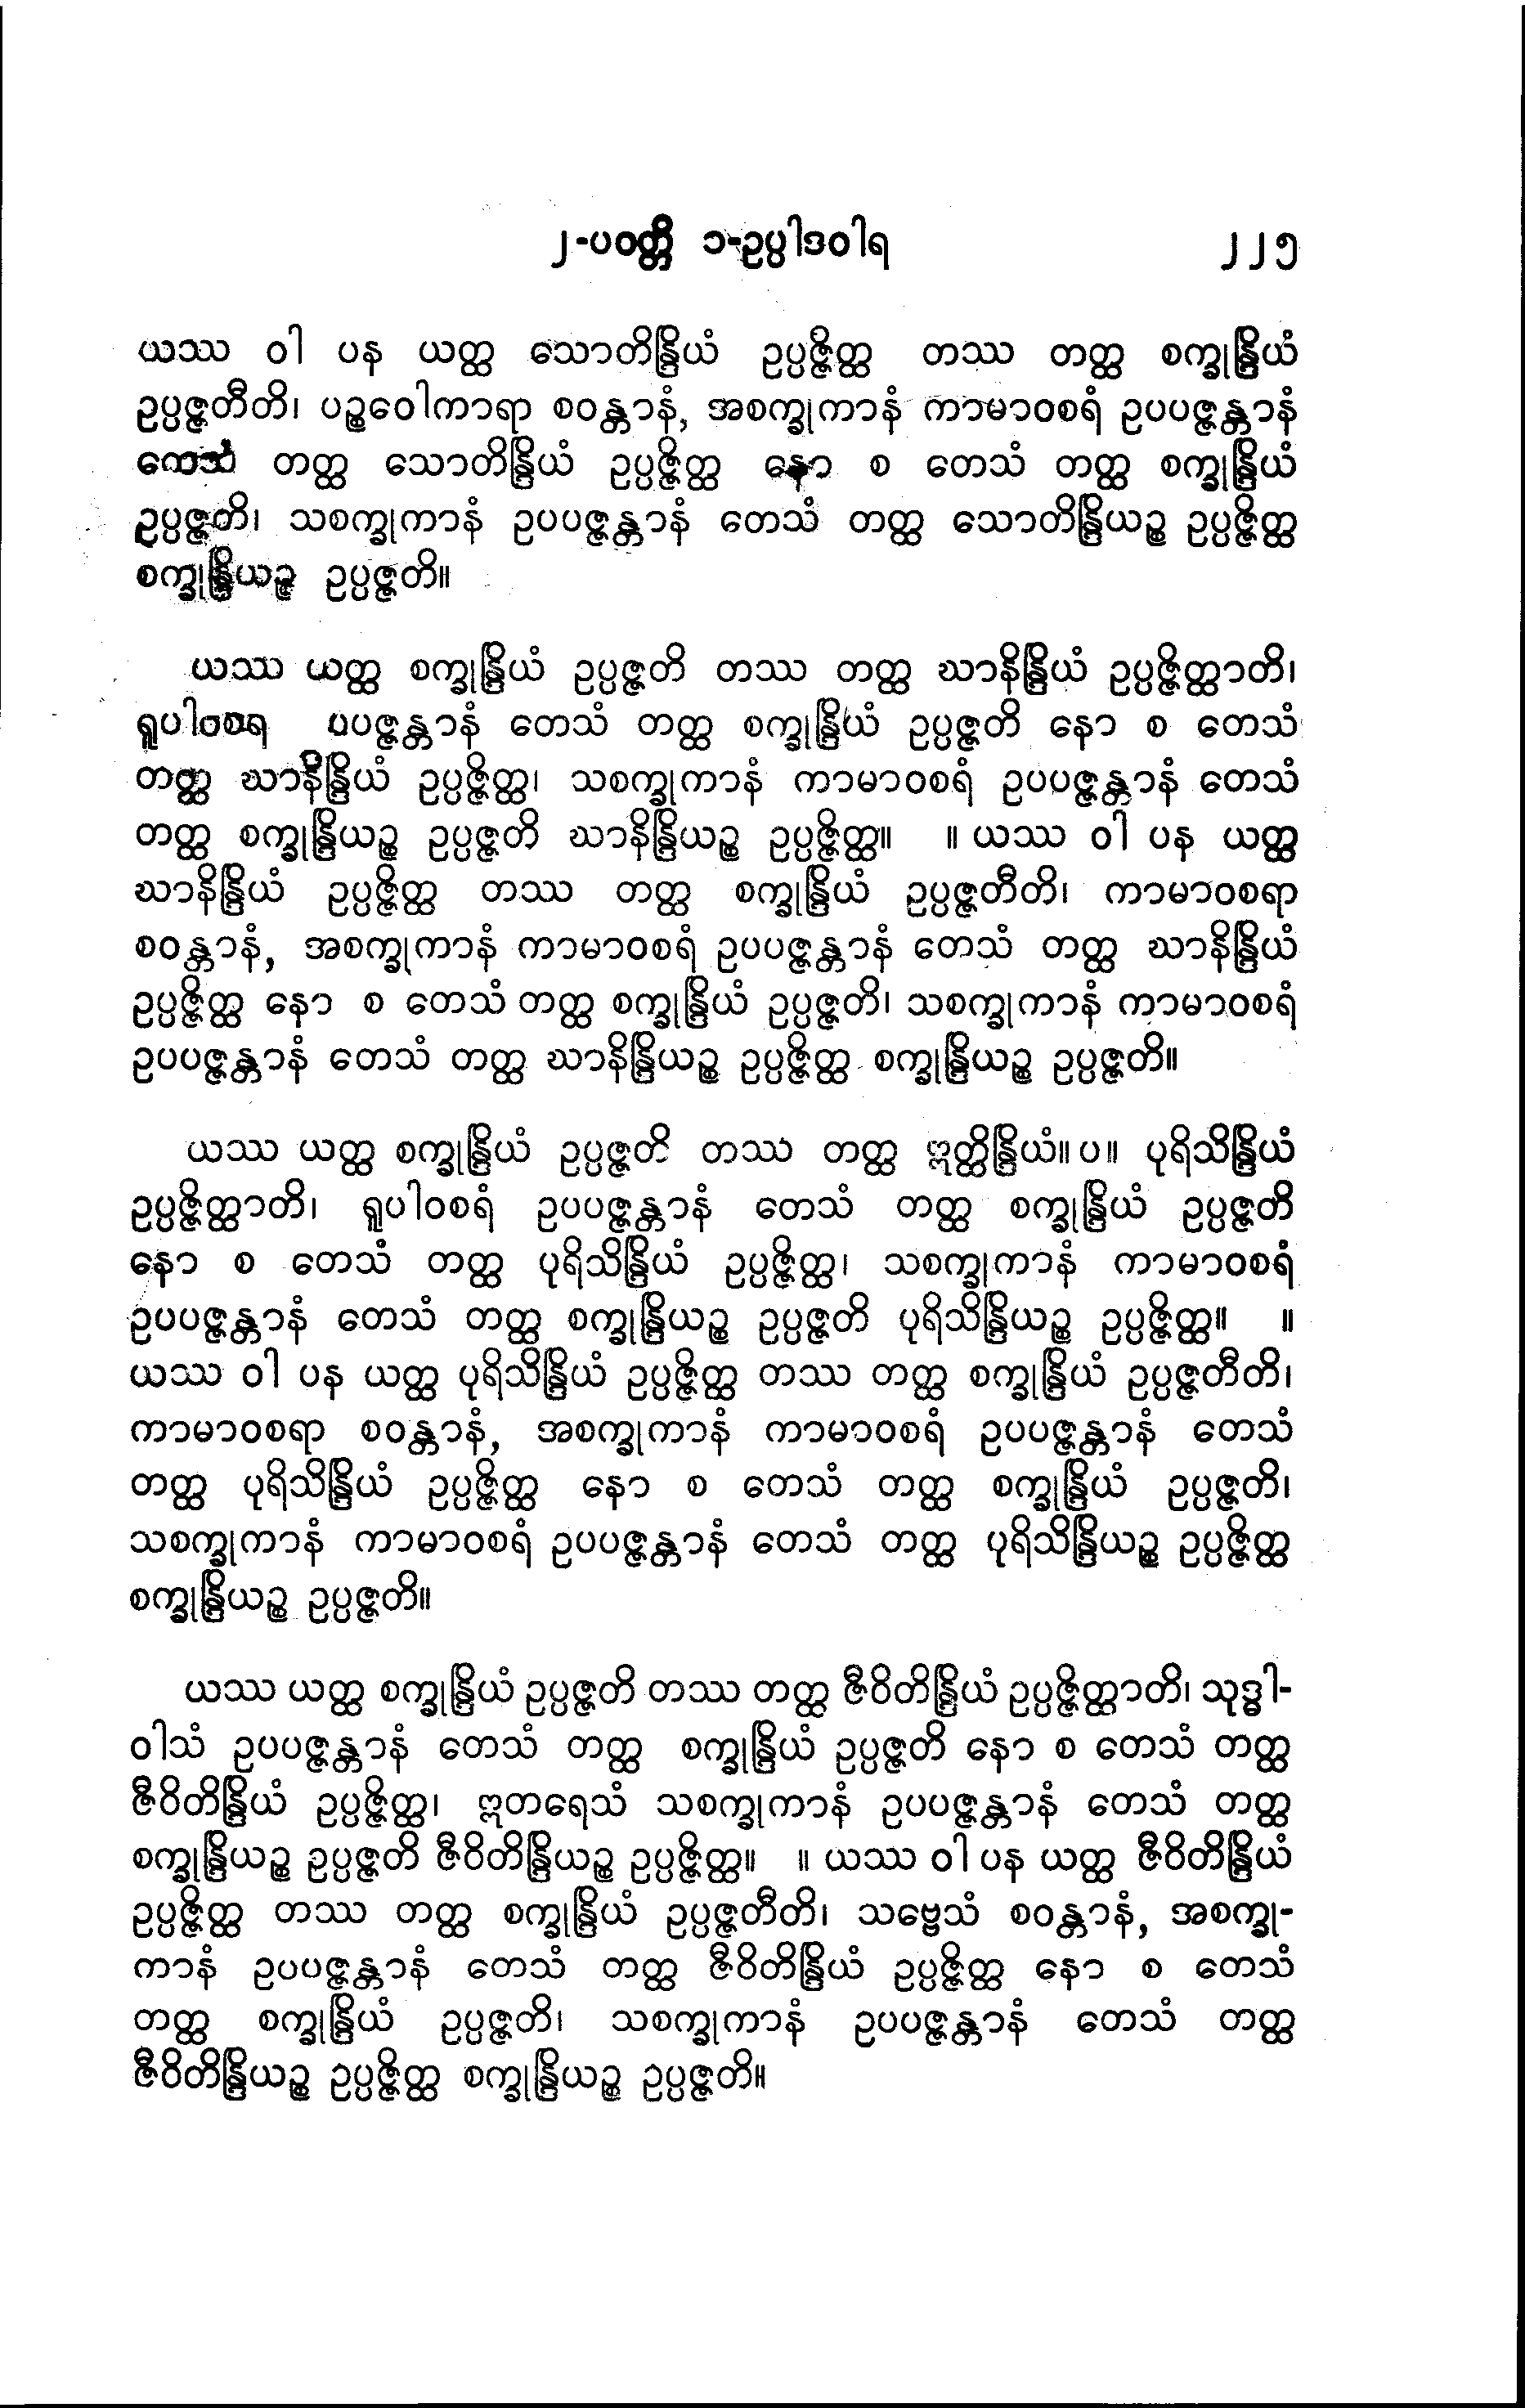 ၂-ပဝတ္တိ ၁-ဥပ္ပါဒဝါရ ၂၂၅
ယဿ ဝါ ပန ယတ္ထ သောတိန္ဒြိယံ ဥပ္ပဇ္ဇိတ္ထ တဿ တတ္ထ စက္ခုန္ဒြိယံ
ဥပ္ပဇ္ဇတီတိ၊ ပဉ္စဝေါကာရာ စဝန္တာနံ, အစက္ခုကာနံ ကာမာဝစရံ ဥပပဇ္ဇန္တာနံ
တေသံ တတ္ထ သောတိန္ဒြိယံ ဥပ္ပဇ္ဇိတ္ထ နော စ တေသံ တတ္ထ စက္ခုန္ဒြိယံ
ဥပ္ပဇ္ဇတိ၊ သစက္ခုကာနံ ဥပပဇ္ဇန္တာနံ တေသံ တတ္ထ သောတိန္ဒြိယဉ္စ ဥပ္ပဇ္ဇိတ္ထ
စက္ခုန္ဒြိယဉ္စ ဥပ္ပဇ္ဇတိ။
ယဿ ယတ္ထ စက္ခုန္ဒြိယံ ဥပ္ပဇ္ဇတိ တဿ တတ္ထ ဃာနိန္ဒြိယံ ဥပ္ပဇ္ဇိတ္ထာတိ၊
ရူပါဝစရ ပပဇ္ဇန္တာနံ တေသံ တတ္ထ စက္ခုန္ဒြိယံ ဥပ္ပဇ္ဇတိ နော စ တေသံ
တတ္ထ ဃာနိန္ဒြိယံ ဥပ္ပဇ္ဇိတ္ထ၊ သစက္ခုကာနံ ကာမာဝစရံ ဥပပဇ္ဇန္တာနံ တေသံ
တတ္ထ စက္ခုန္ဒြိယဉ္စ ဥပ္ပဇ္ဇတိ ဃာနိန္ဒြိယဉ္စ ဥပ္ပဇ္ဇိတ္ထ။ ။ ယဿ ဝါ ပန ယတ္ထ
ဃာနိန္ဒြိယံ ဥပ္ပဇ္ဇိတ္ထ တဿ တတ္ထ စက္ခုန္ဒြိယံ ဥပ္ပဇ္ဇတီတိ၊ ကာမာဝစရာ
စဝန္တာနံ, အစက္ခုကာနံ ကာမာဝစရံ ဥပပဇ္ဇန္တာနံ တေသံ တတ္ထ ဃာနိန္ဒြိယံ
ဥပ္ပဇ္ဇိတ္ထ နော စ တေသံ တတ္ထ စက္ခုန္ဒြိယံ ဥပ္ပဇ္ဇတိ၊ သစက္ခုကာနံ ကာမာဝစရံ
ဥပပဇ္ဇန္တာနံ တေသံ တတ္ထ ဃာနိန္ဒြိယဉ္စ ဥပ္ပဇ္ဇိတ္ထ စက္ခုန္ဒြိယဉ္စ ဥပ္ပဇ္ဇတိ။
ယဿ ယတ္ထ စက္ခုန္ဒြိယံ ဥပ္ပဇ္ဇတိ တဿ တတ္ထ ဣတ္ထိန္ဒြိယံ။ ပ။ ပုရိသိန္ဒြိယံ
ဥပ္ပဇ္ဇိတ္ထာတိ၊ ရူပါဝစရံ ဥပပဇ္ဇန္တာနံ တေသံ တတ္ထ စက္ခုန္ဒြိယံ ဥပ္ပဇ္ဇတိ
နော စ တေသံ တတ္ထ ပုရိသိန္ဒြိယံ ဥပ္ပဇ္ဇိတ္ထ၊ သစက္ခုကာနံ ကာမာဝစရံ
ဥပပဇ္ဇန္တာနံ တေသံ တတ္ထ စက္ခုန္ဒြိယဉ္စ ဥပ္ပဇ္ဇတိ ပုရိသိန္ဒြိယဉ္စ ဥပ္ပဇ္ဇိတ္ထ။ ။
ယဿ ဝါ ပန ယတ္ထ ပုရိသိန္ဒြိယံ ဥပ္ပဇ္ဇိတ္ထ တဿ တတ္ထ စက္ခုန္ဒြိယံ ဥပ္ပဇ္ဇတီတိ၊
ကာမာဝစရာ စဝန္တာနံ, အစက္ခုကာနံ ကာမာဝစရံ ဥပပဇ္ဇန္တာနံ တေသံ
တတ္ထ ပုရိသိန္ဒြိယံ ဥပ္ပဇ္ဇိတ္ထ နော စ တေသံ တတ္ထ စက္ခုန္ဒြိယံ ဥပ္ပဇ္ဇတိ၊
သစက္ခုကာနံ ကာမာဝစရံ ဥပပဇ္ဇန္တာနံ တေသံ တတ္ထ ပုရိသိန္ဒြိယဉ္စ ဥပ္ပဇ္ဇိတ္ထ
စက္ခုန္ဒြိယဉ္စ ဥပ္ပဇ္ဇတိ။
ယဿ ယတ္ထ စက္ခုန္ဒြိယံ ဥပ္ပဇ္ဇတိ တဿ တတ္ထ ဇီဝိတိန္ဒြိယံ ဥပ္ပဇ္ဇိတ္ထာတိ၊ သုဒ္ဓါ-
ဝါသံ ဥပပဇ္ဇန္တာနံ တေသံ တတ္ထ စက္ခုန္ဒြိယံ ဥပ္ပဇ္ဇတိ နော စ တေသံ တတ္ထ
ဇီဝိတိန္ဒြိယံ ဥပ္ပဇ္ဇိတ္ထ၊ ဣတရေသံ သစက္ခုကာနံ ဥပပဇ္ဇန္တာနံ တေသံ တတ္ထ
စက္ခုန္ဒြိယဉ္စ ဥပ္ပဇ္ဇတိ ဇီဝိတိန္ဒြိယဉ္စ ဥပ္ပဇ္ဇိတ္ထ။ ။ ယဿ ဝါ ပန ယတ္ထ ဇီဝိတိန္ဒြိယံ
ဥပ္ပဇ္ဇိတ္ထ တဿ တတ္ထ စက္ခုန္ဒြိယံ ဥပ္ပဇ္ဇတီတိ၊ သဗ္ဗေသံ စဝန္တာနံ, အစက္ခု-
ကာနံ ဥပပဇ္ဇန္တာနံ တေသံ တတ္ထ ဇီဝိတိန္ဒြိယံ ဥပ္ပဇ္ဇိတ္ထ နော စ တေသံ
တတ္ထ စက္ခုန္ဒြိယံ ဥပ္ပဇ္ဇတိ၊ သစက္ခုကာနံ ဥပပဇ္ဇန္တာနံ တေသံ တတ္ထ
ဇီဝိတိန္ဒြိယဉ္စ ဥပ္ပဇ္ဇိတ္ထ စက္ခုန္ဒြိယဉ္စ ဥပ္ပဇ္ဇတိ။